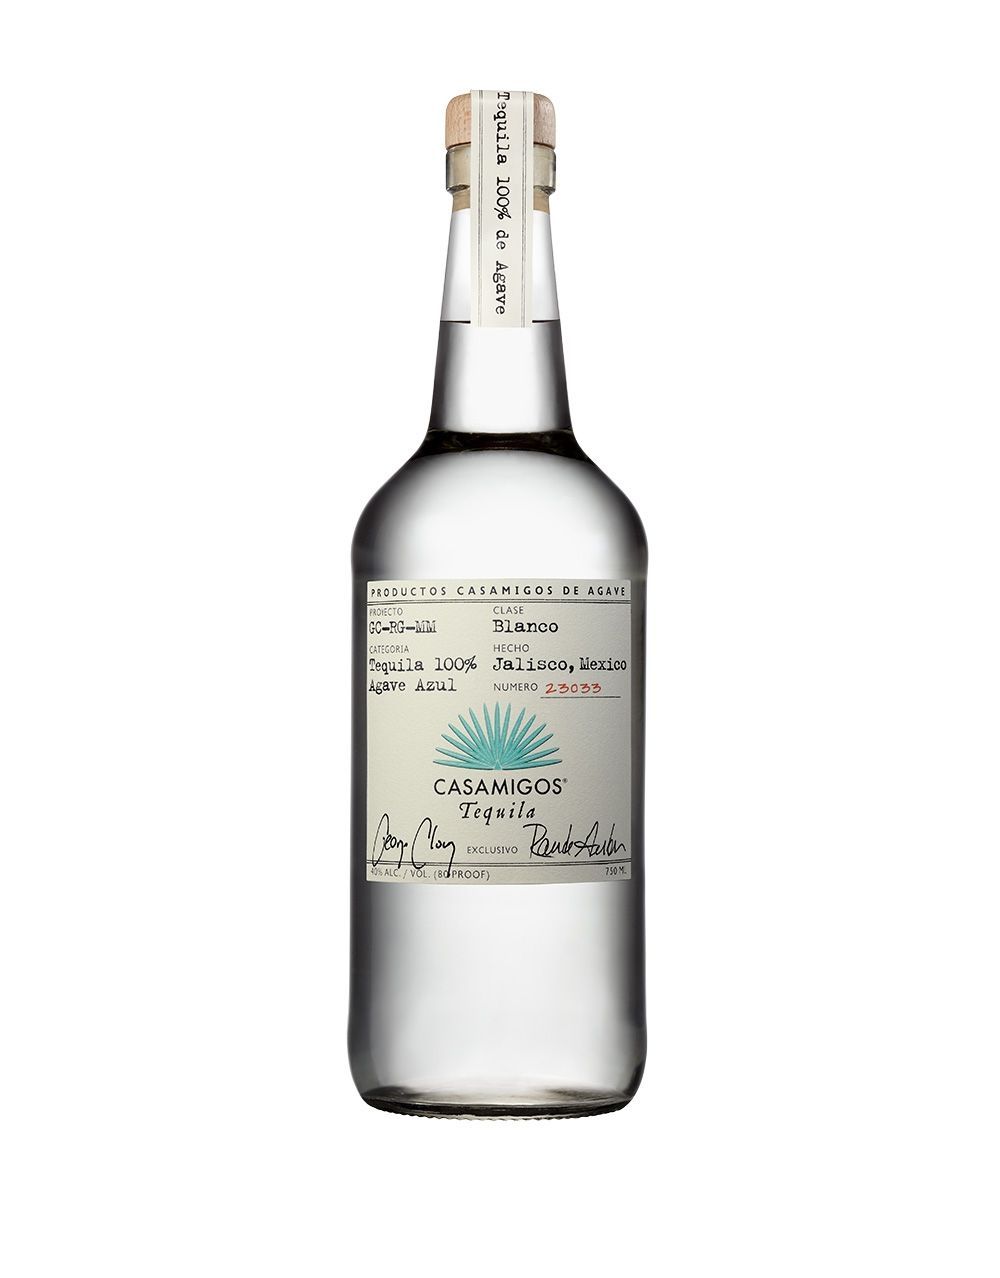 Tequila 100% de Agave
PRODUCTOS CASAMIGOS DE AGAVE
PROIECTO
GC-RG-MM
CLASE
Blanco
CATEGORIA
Tequila 100%
Agave Azul
HECHO
Jalisco, Mexico
NUMERO 23033
CASAMIGOS®
Tequila
EXCLUSIVO
40% ALC. / VOL. (80 PROOF)
750 ML